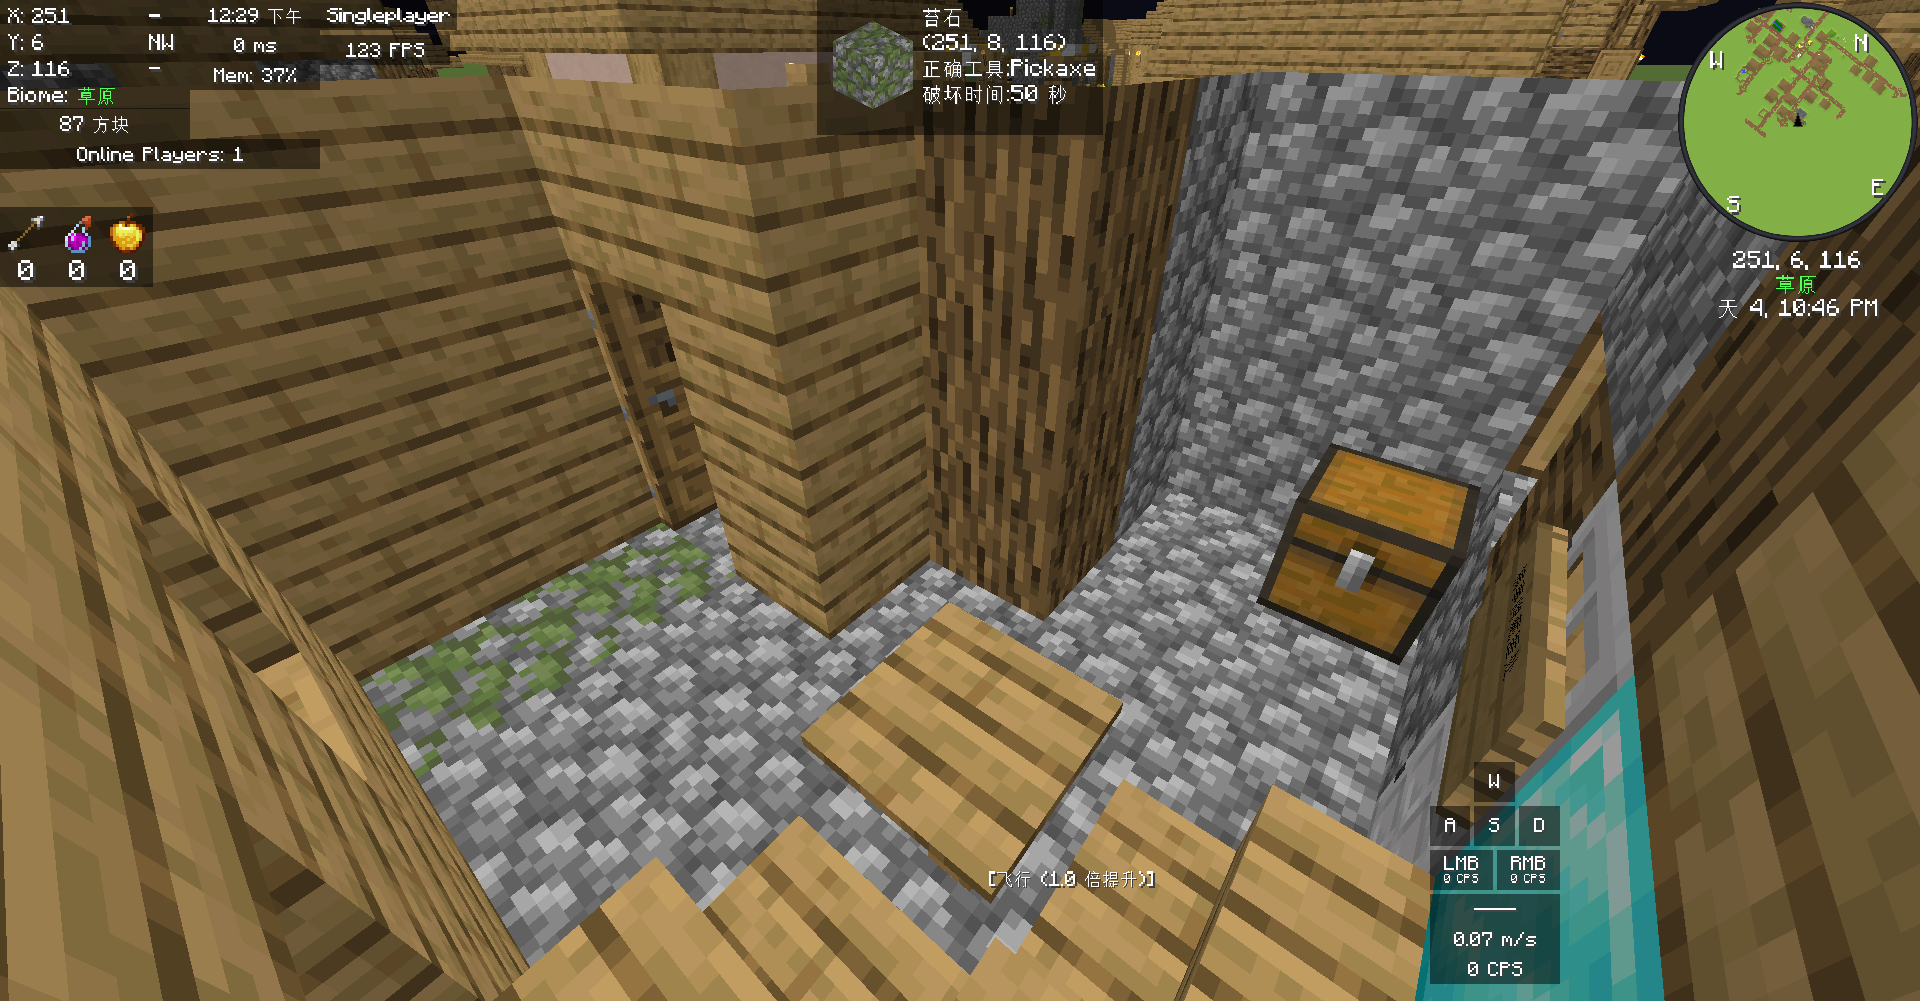 X: 251 - 12:29 下午 Singleplayer
Y: 6 NW 0 ms 123 FPS
Z: 116 - Mem: 37%
Biome: 草原
87 方块
Online Players: 1
0 0 0
苔石
(251, 8, 116)
正确工具:Pickaxe
破坏时间:50 秒
N
W
E
S
251, 6, 116
草原
天 4, 10:46 PM
[飞行 (1.0 倍提升)]
W
A S D
LMB RMB
0 CPS 0 CPS
0.07 m/s
0 CPS